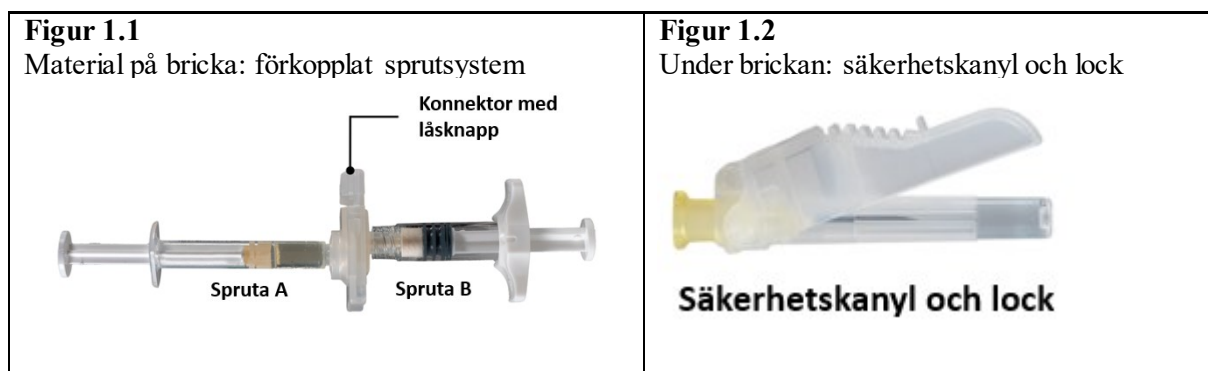 Figur 1.1
Material på bricka: förkopplat sprutsystem
Konnektor med
låsknapp
Spruta A
Spruta B
Figur 1.2
Under brickan: säkerhetskanyl och lock
Säkerhetskanyl och lock